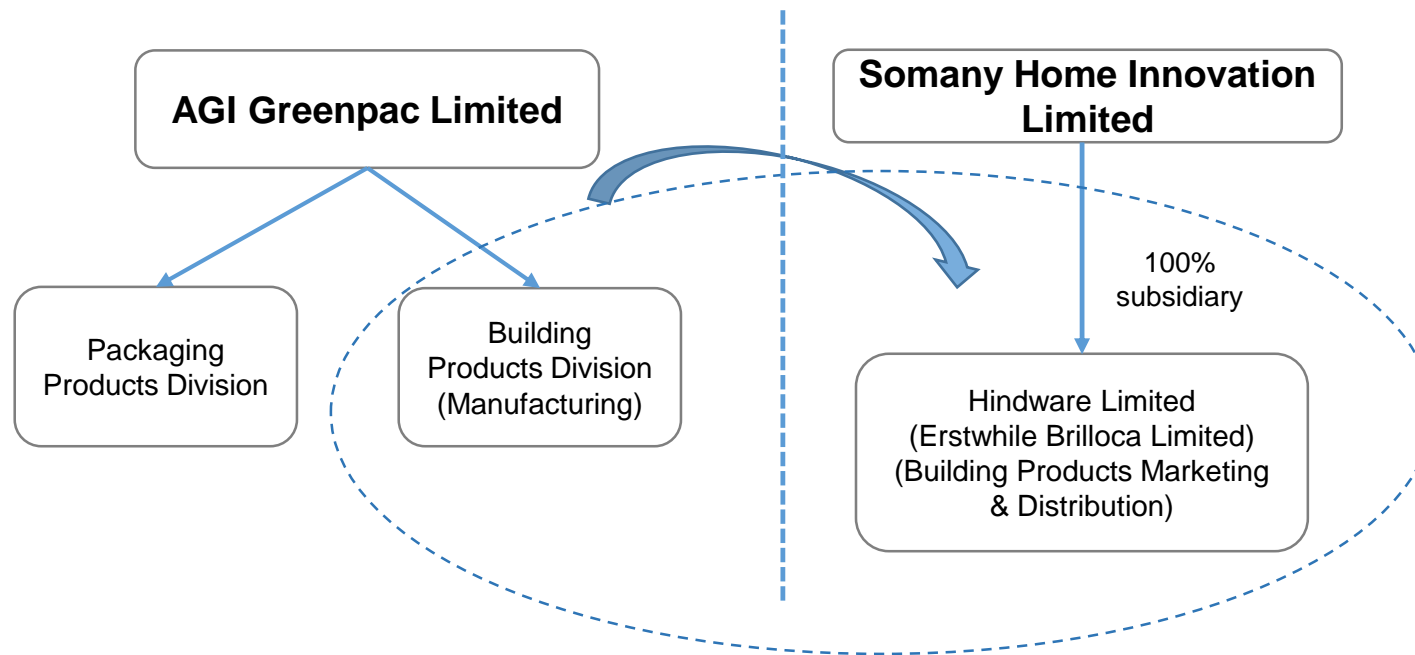 AGI Greenpac Limited
Somany Home Innovation
Limited
100%
subsidiary
Packaging
Products Division
Building
Products Division
(Manufacturing)
Hindware Limited
(Erstwhile Brilloca Limited)
(Building Products Marketing
& Distribution)